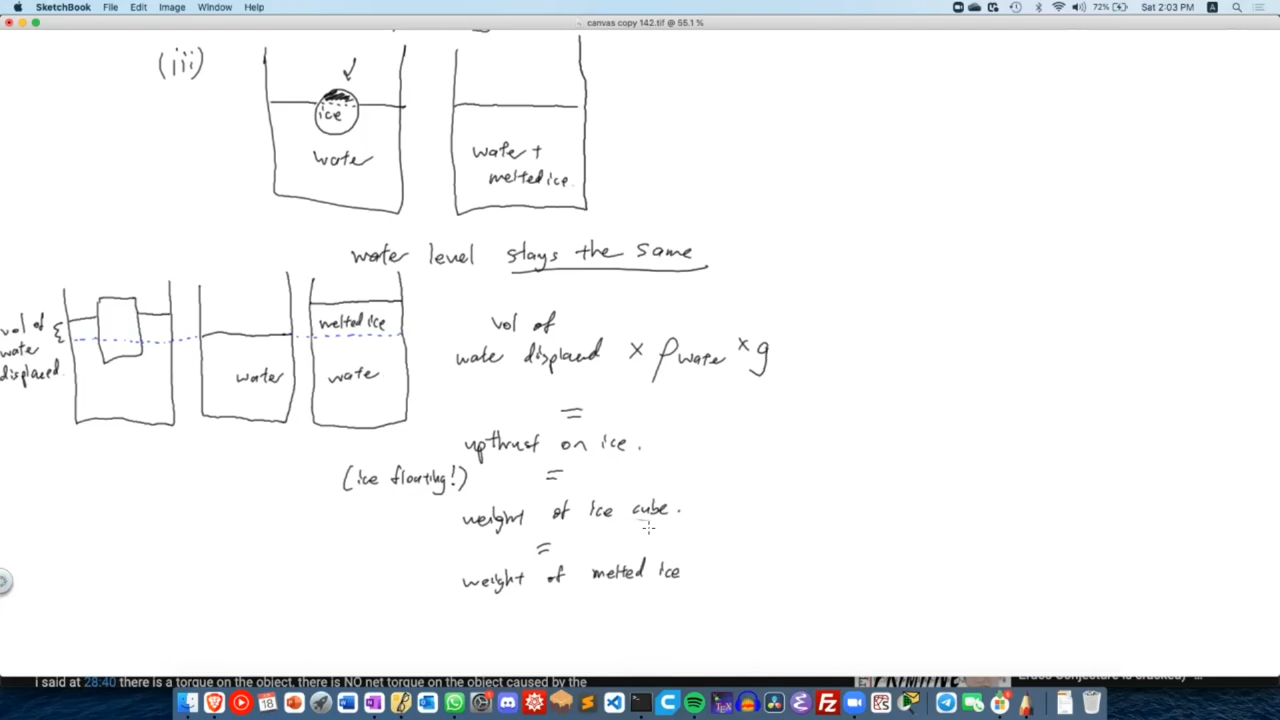 SketchBook File Edit Image Window Help
72% Sat 2:03 PM
canvas copy 142.tif @ 55.1 %
(iii)
ice
water
water +
melted ice.
water level stays the same
vol of
water
displaced.
water
melted ice
water
vol of
water displaced × ρwater × g
=
upthrust on ice.
(ice floating!)
=
weight of ice cube.
=
weight of melted ice
I said at 28:40 there is a torque on the object, there is NO net torque on the object caused by the